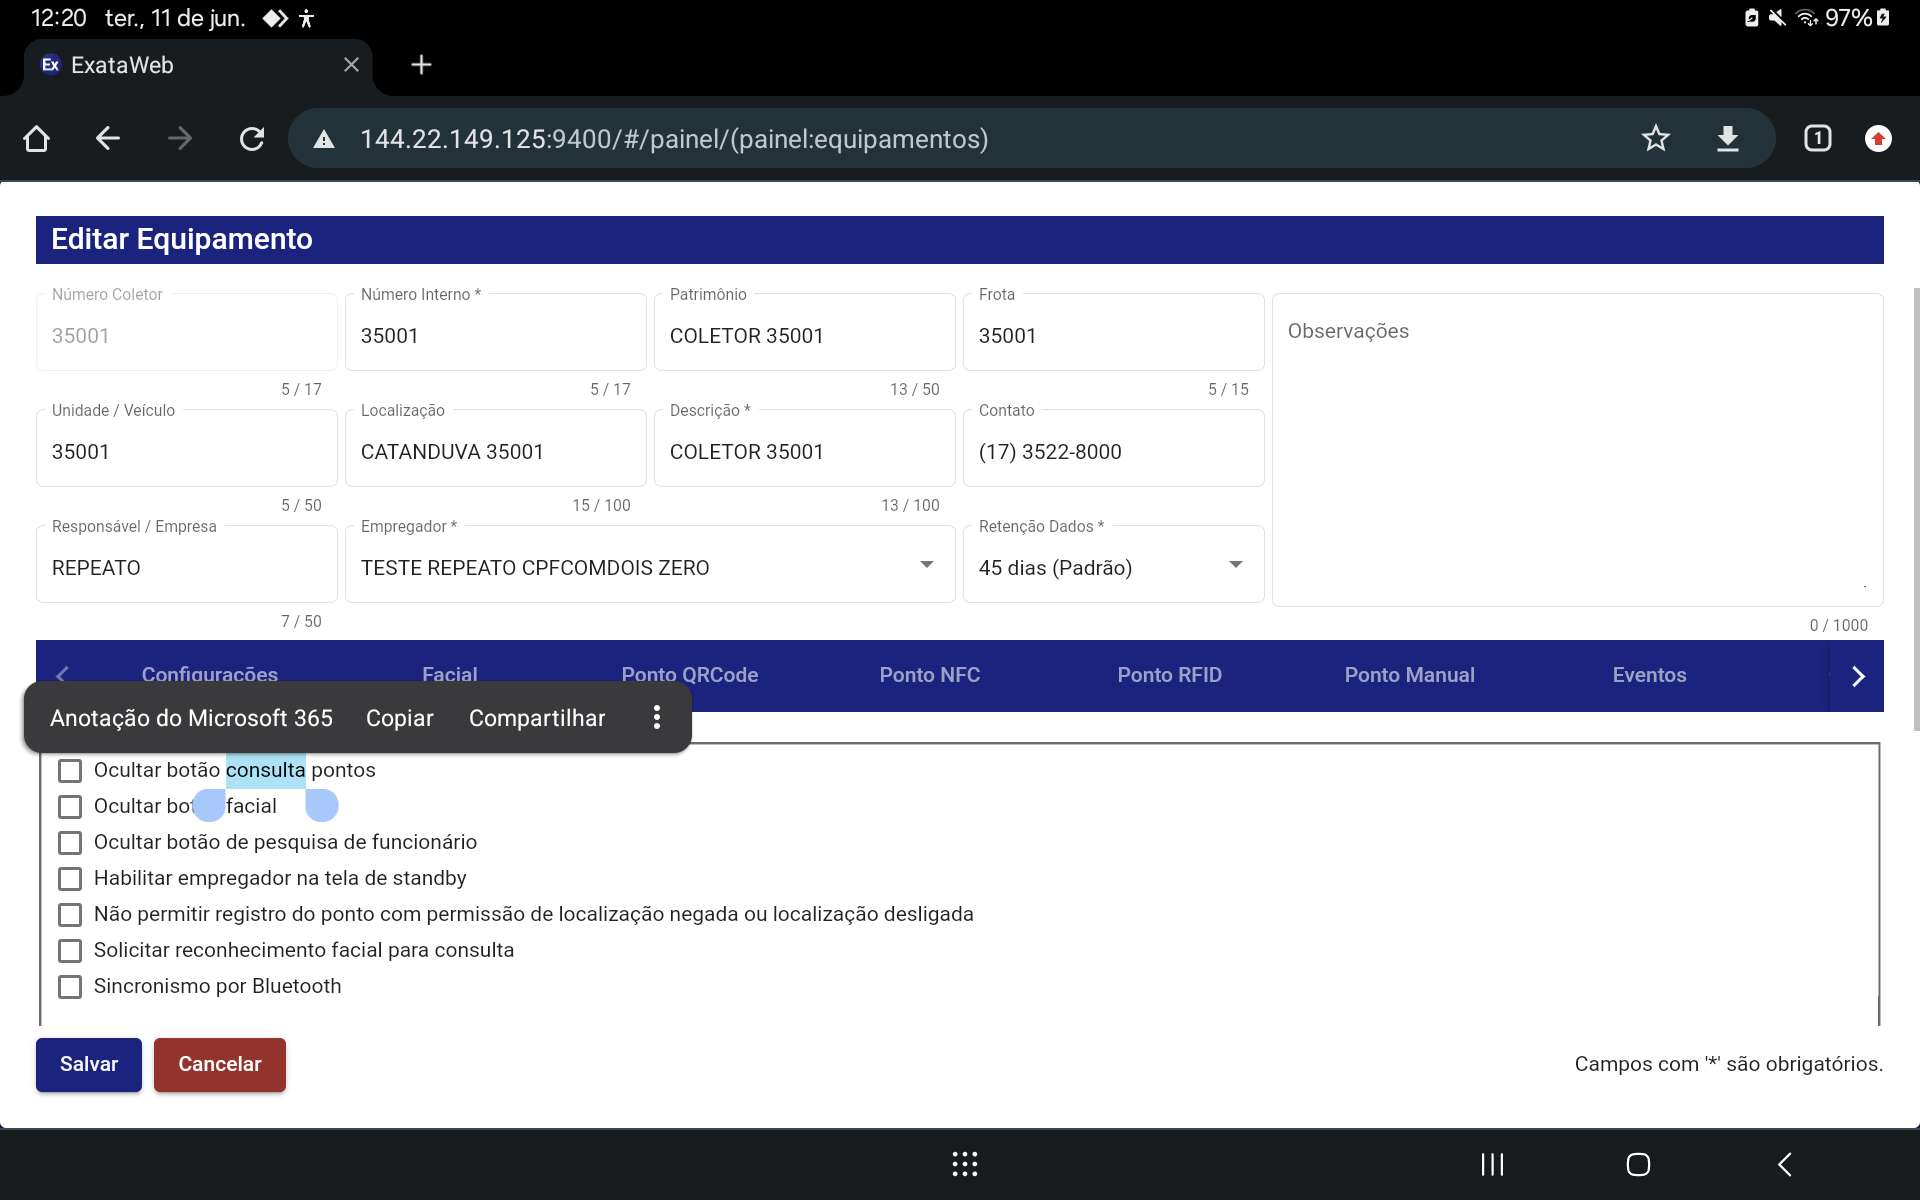 12:20 ter., 11 de jun. 97%
Ex ExataWeb
144.22.149.125:9400/#/painel/(painel:equipamentos) 1
Editar Equipamento
Número Coletor Número Interno * Patrimônio Frota
35001 35001 COLETOR 35001 35001 Observações
5 / 17 5 / 17 13 / 50 5 / 15
Unidade / Veículo Localização Descrição * Contato
35001 CATANDUVA 35001 COLETOR 35001 (17) 3522-8000
5 / 50 15 / 100 13 / 100
Responsável / Empresa Empregador * Retenção Dados *
REPEATO TESTE REPEATO CPFCOMDOIS ZERO 45 dias (Padrão)
7 / 50 0 / 1000
Configurações Facial Ponto QRCode Ponto NFC Ponto RFID Ponto Manual Eventos
Anotação do Microsoft 365 Copiar Compartilhar
Ocultar botão consulta pontos
Ocultar botão facial
Ocultar botão de pesquisa de funcionário
Habilitar empregador na tela de standby
Não permitir registro do ponto com permissão de localização negada ou localização desligada
Solicitar reconhecimento facial para consulta
Sincronismo por Bluetooth
Salvar Cancelar Campos com '*' são obrigatórios.